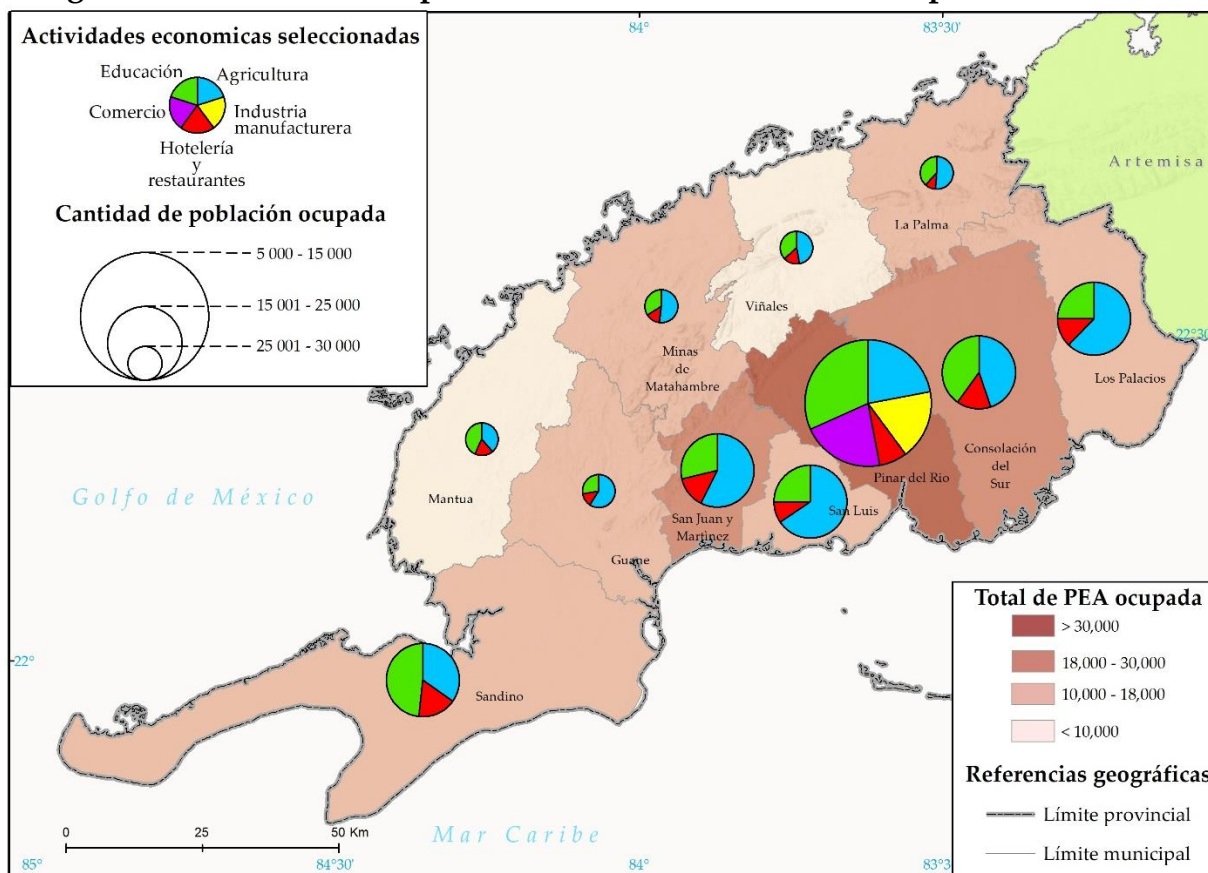 84°
83°30'
Actividades economicas seleccionadas
Educación
Agricultura
Comercio
Industria
manufacturera
Hotelería
y
restaurantes
Cantidad de población ocupada
5 000 - 15 000
15 001 - 25 000
25 001 - 30 000
Artemisa
La Palma
Viñales
22°30'
Minas
de
Matahambre
Los Palacios
Consolación
del
Sur
Pinar del Rio
Mantua
Golfo de México
San Luis
San Juan y
Martìnez
Guane
Sandino
22°
Total de PEA ocupada
> 30,000
18,000 - 30,000
10,000 - 18,000
< 10,000
Referencias geográficas
Límite provincial
Límite municipal
0
25
50 Km
Mar Caribe
85°
84°30'
84°
83°3